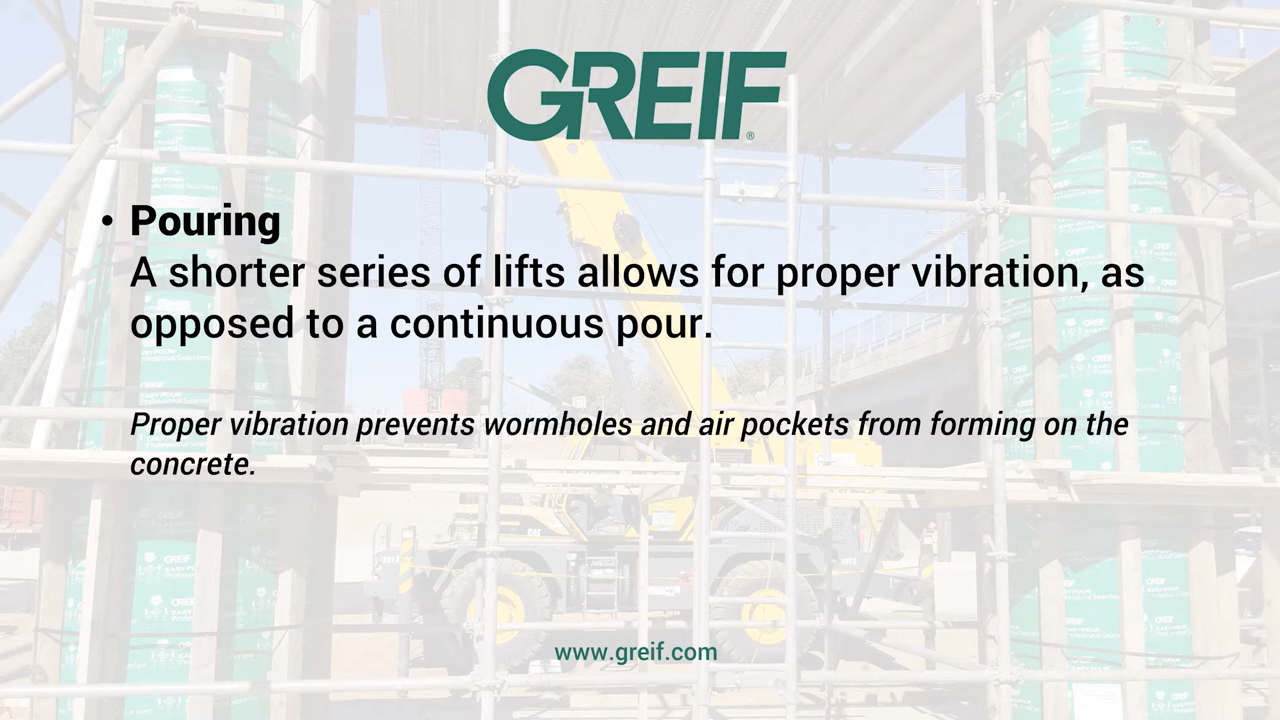 GREIF®
• Pouring
A shorter series of lifts allows for proper vibration, as
opposed to a continuous pour.
Proper vibration prevents wormholes and air pockets from forming on the
concrete.
www.greif.com